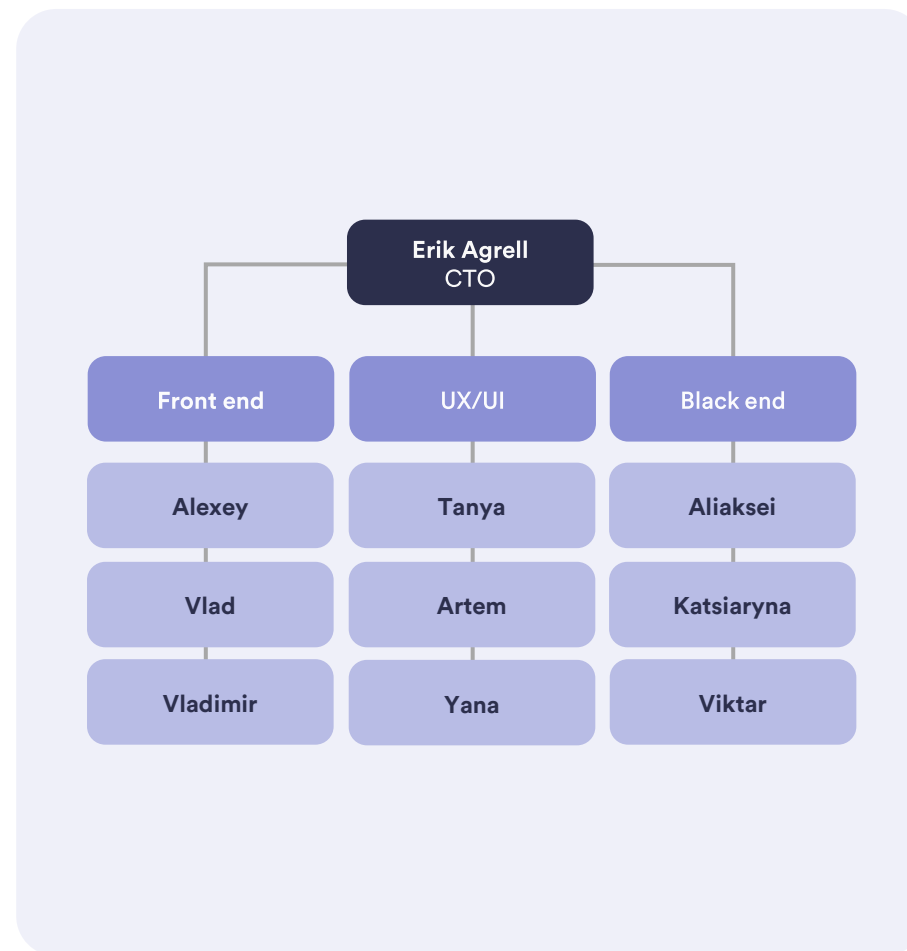 Erik Agrell
CTO
Front end
UX/UI
Black end
Alexey
Tanya
Aliaksei
Vlad
Artem
Katsiaryna
Vladimir
Yana
Viktar